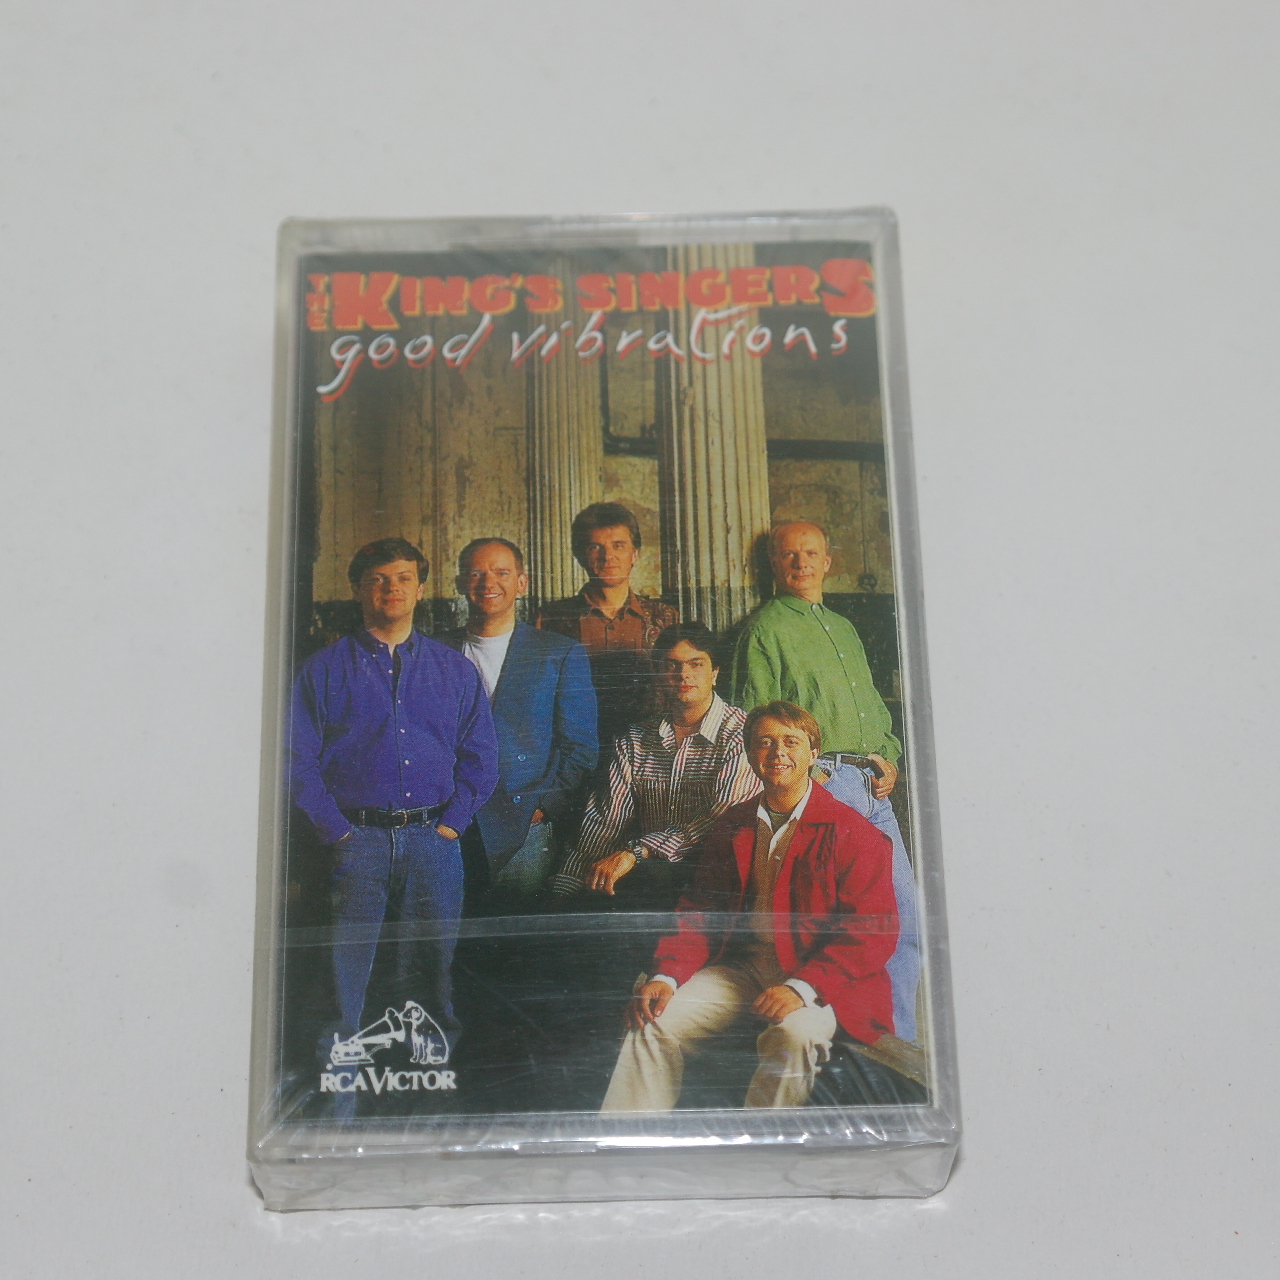 THE KING'S SINGERS
good vibrations
RCA VICTOR